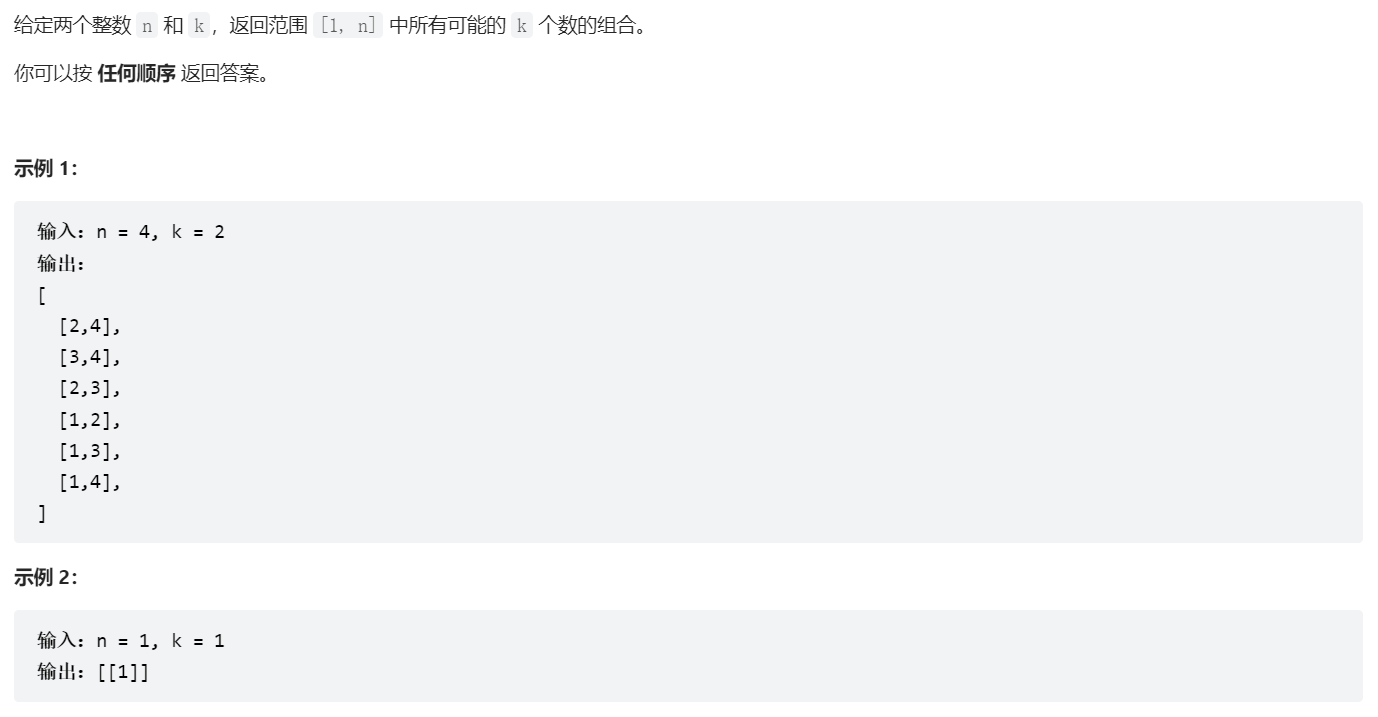 给定两个整数 n 和 k，返回范围 [1, n] 中所有可能的 k 个数的组合。
你可以按 任何顺序 返回答案。
示例 1：
输入：n = 4, k = 2
输出：
[
  [2,4],
  [3,4],
  [2,3],
  [1,2],
  [1,3],
  [1,4],
]
示例 2：
输入：n = 1, k = 1
输出：[[1]]